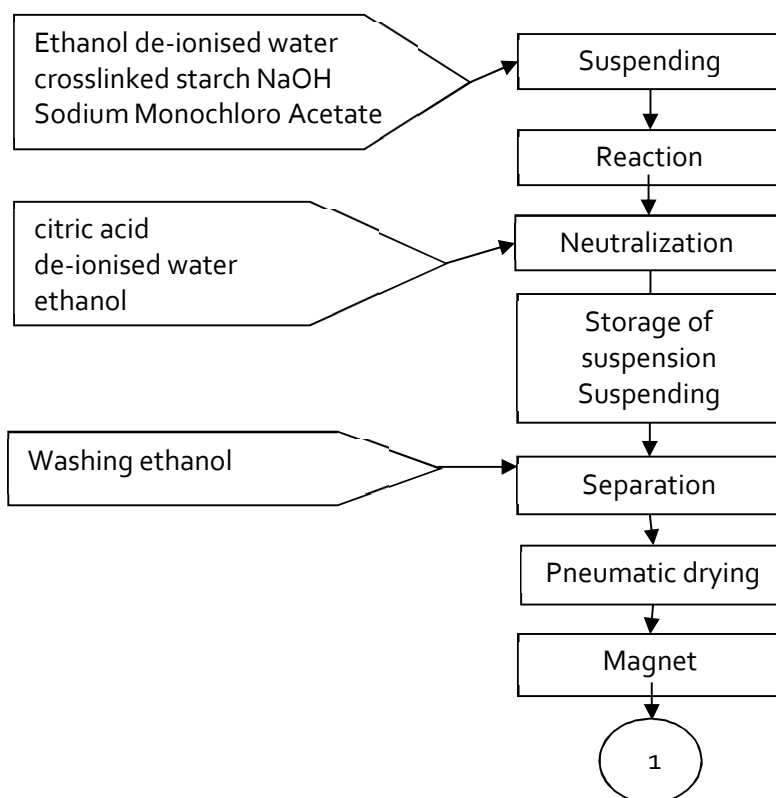 Ethanol de-ionised water
crosslinked starch NaOH
Sodium Monochloro Acetate
Suspending
Reaction
citric acid
de-ionised water
ethanol
Neutralization
Storage of
suspension
Suspending
Washing ethanol
Separation
Pneumatic drying
Magnet
1